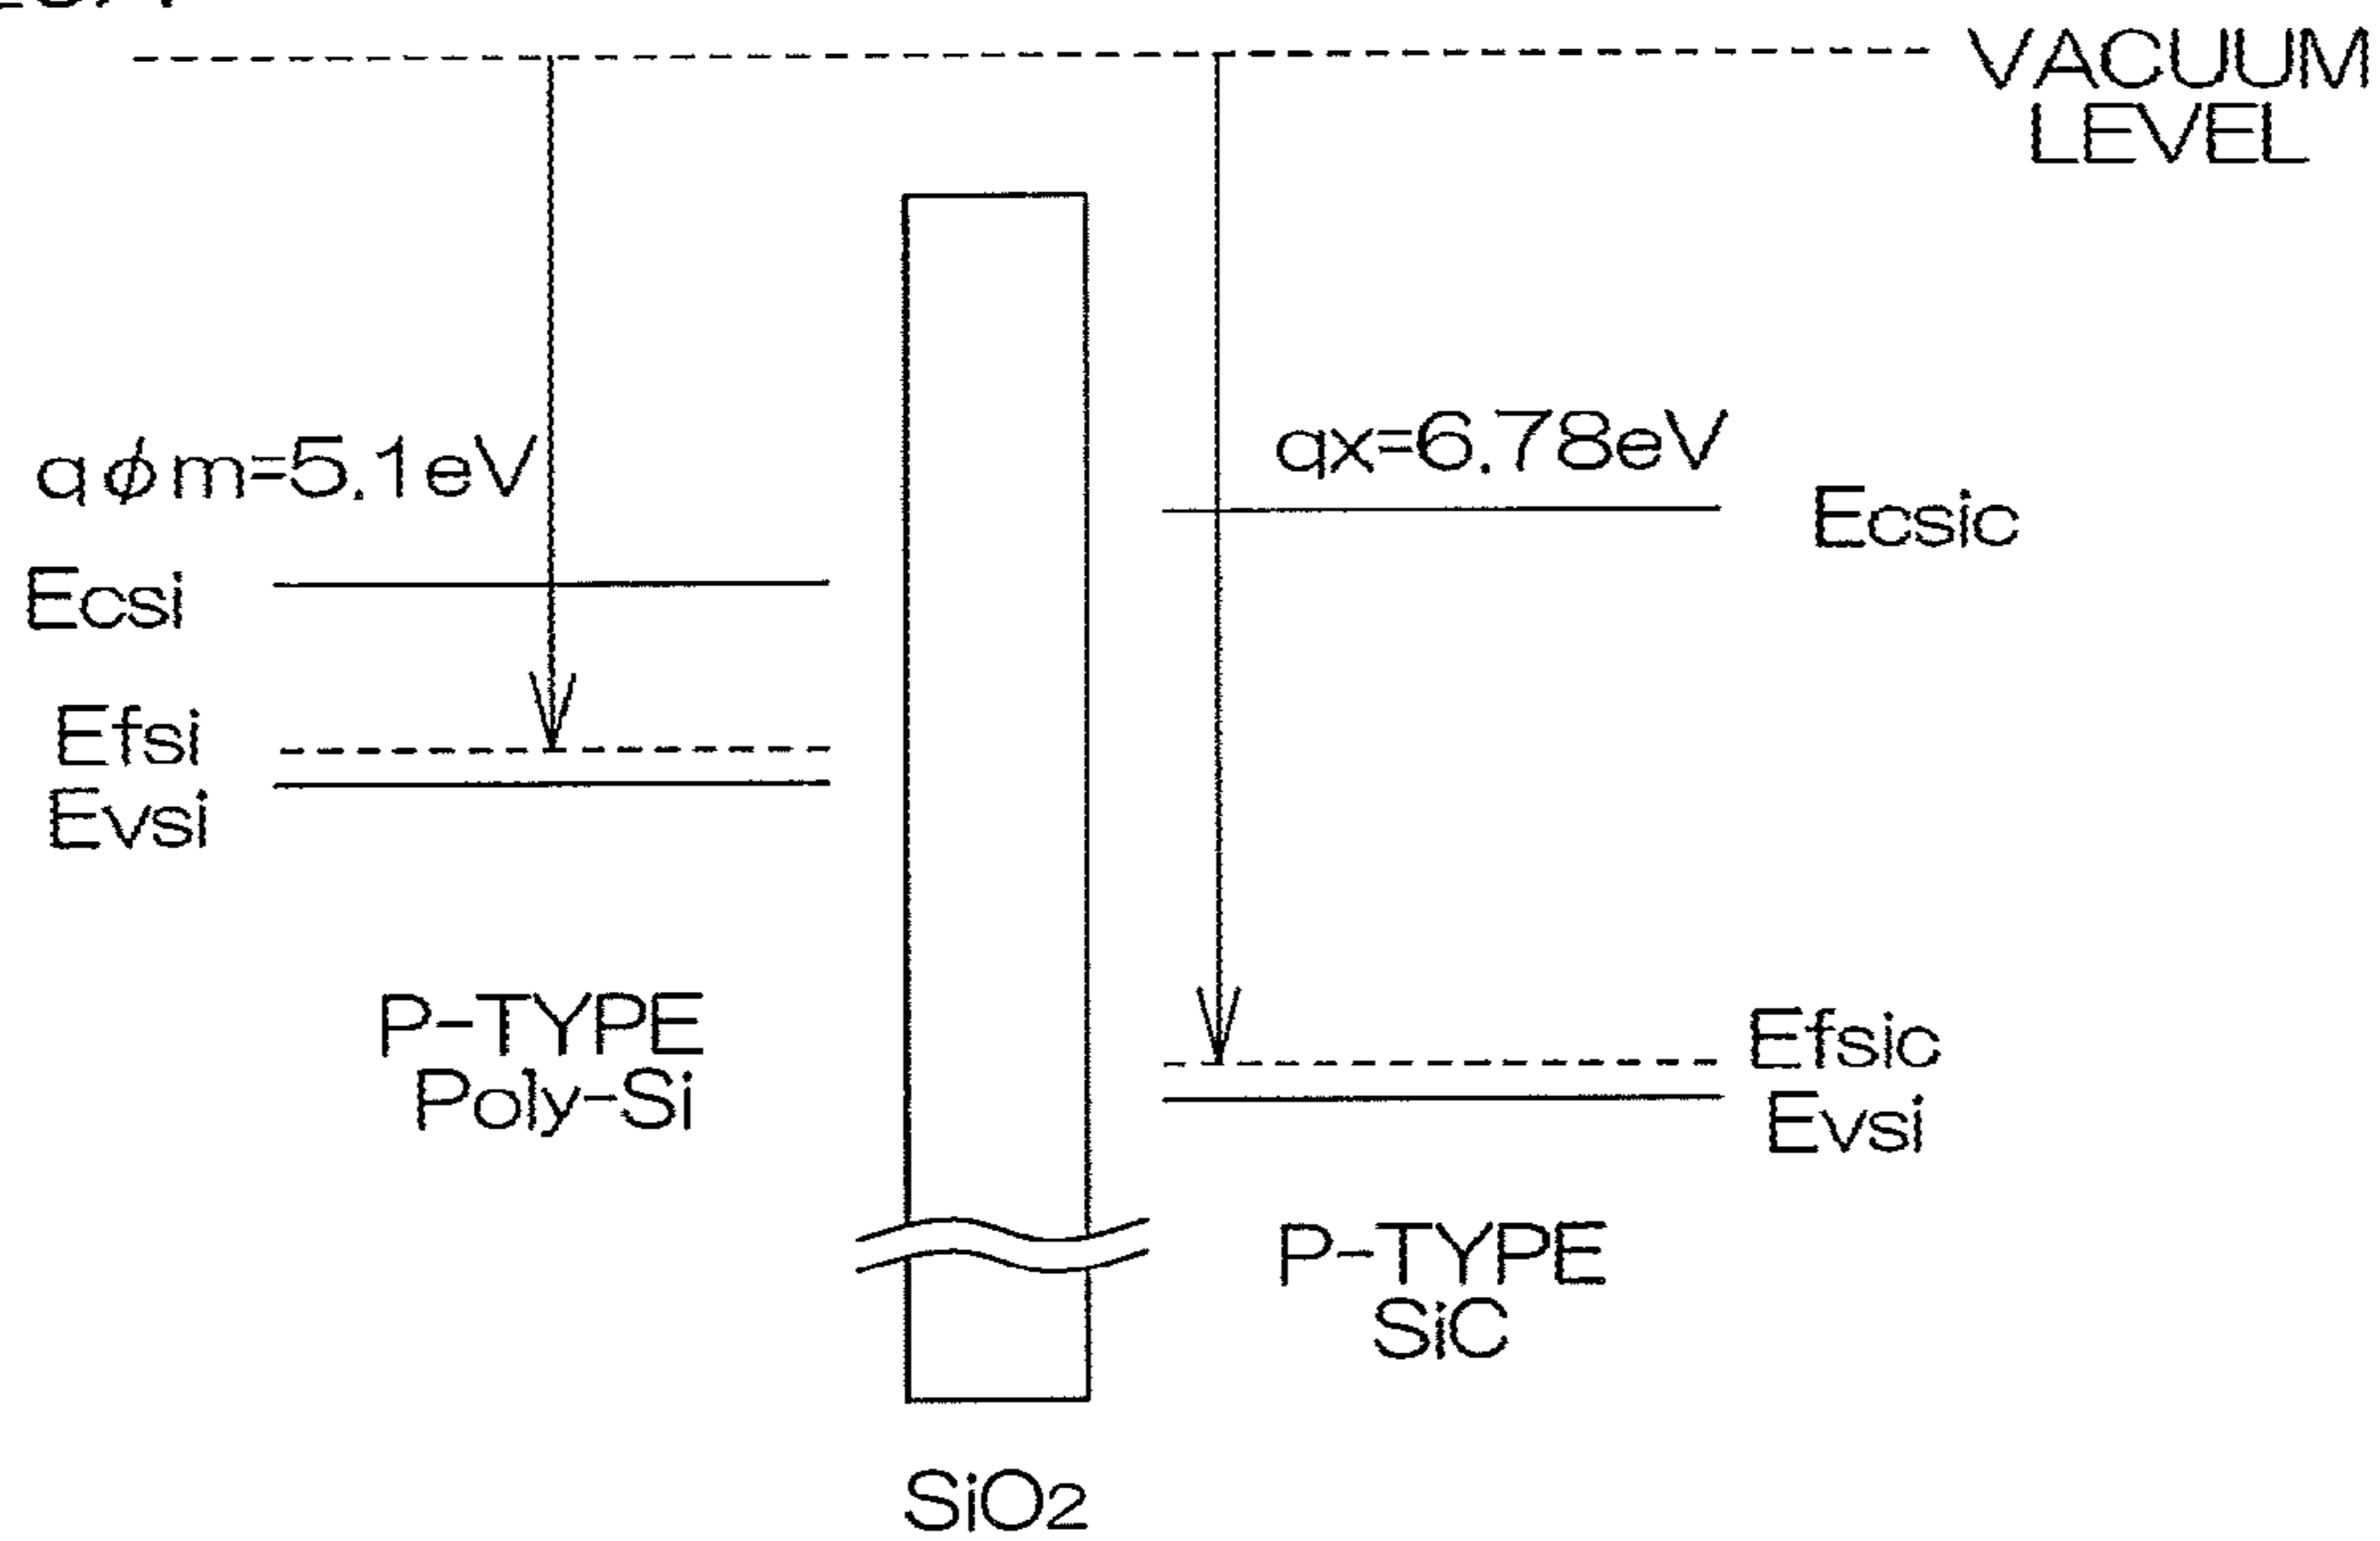 VACUUM
LEVEL
qϕm=5.1eV
qx=6.78eV
Ecsic
Ecsi
Efsi
Evsi
P-TYPE
Poly-Si
Efsic
Evsi
P-TYPE
SiC
SiO2